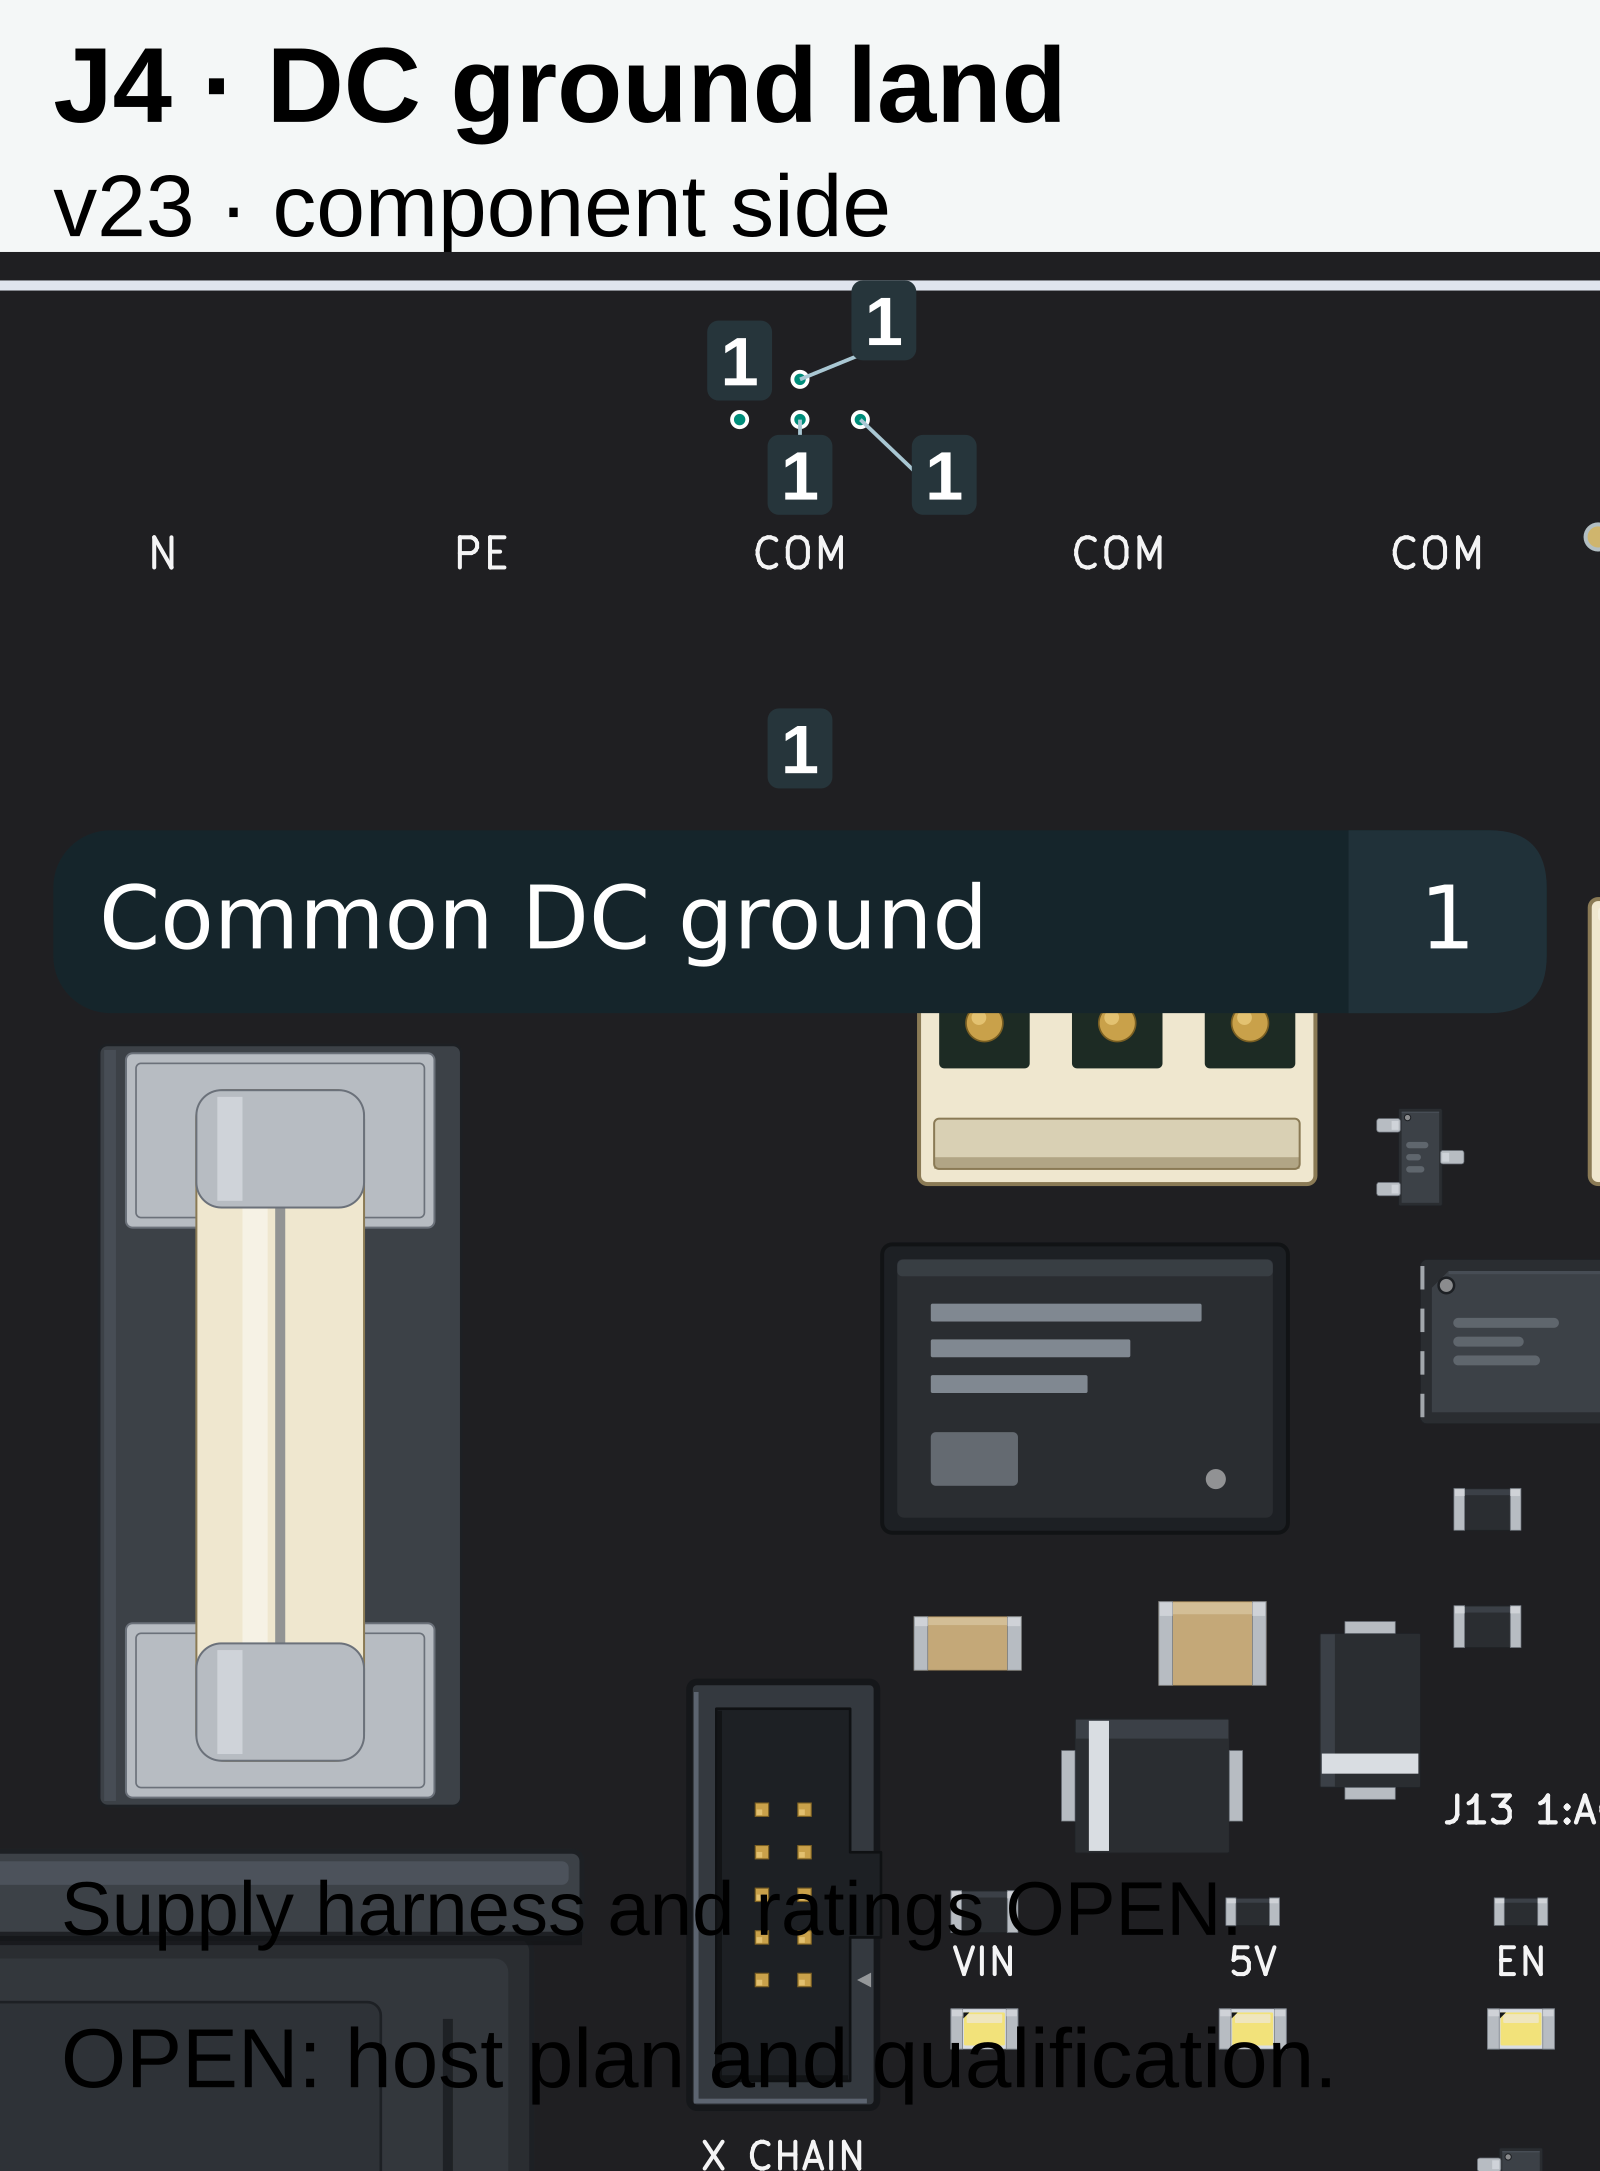 J4 · DC ground land
v23 · component side
1
1
1
1
N PE COM COM COM
1
Common DC ground 1
J13 1:A
Supply harness and ratings OPEN.
VIN 5V EN
OPEN: host plan and qualification.
X CHAIN